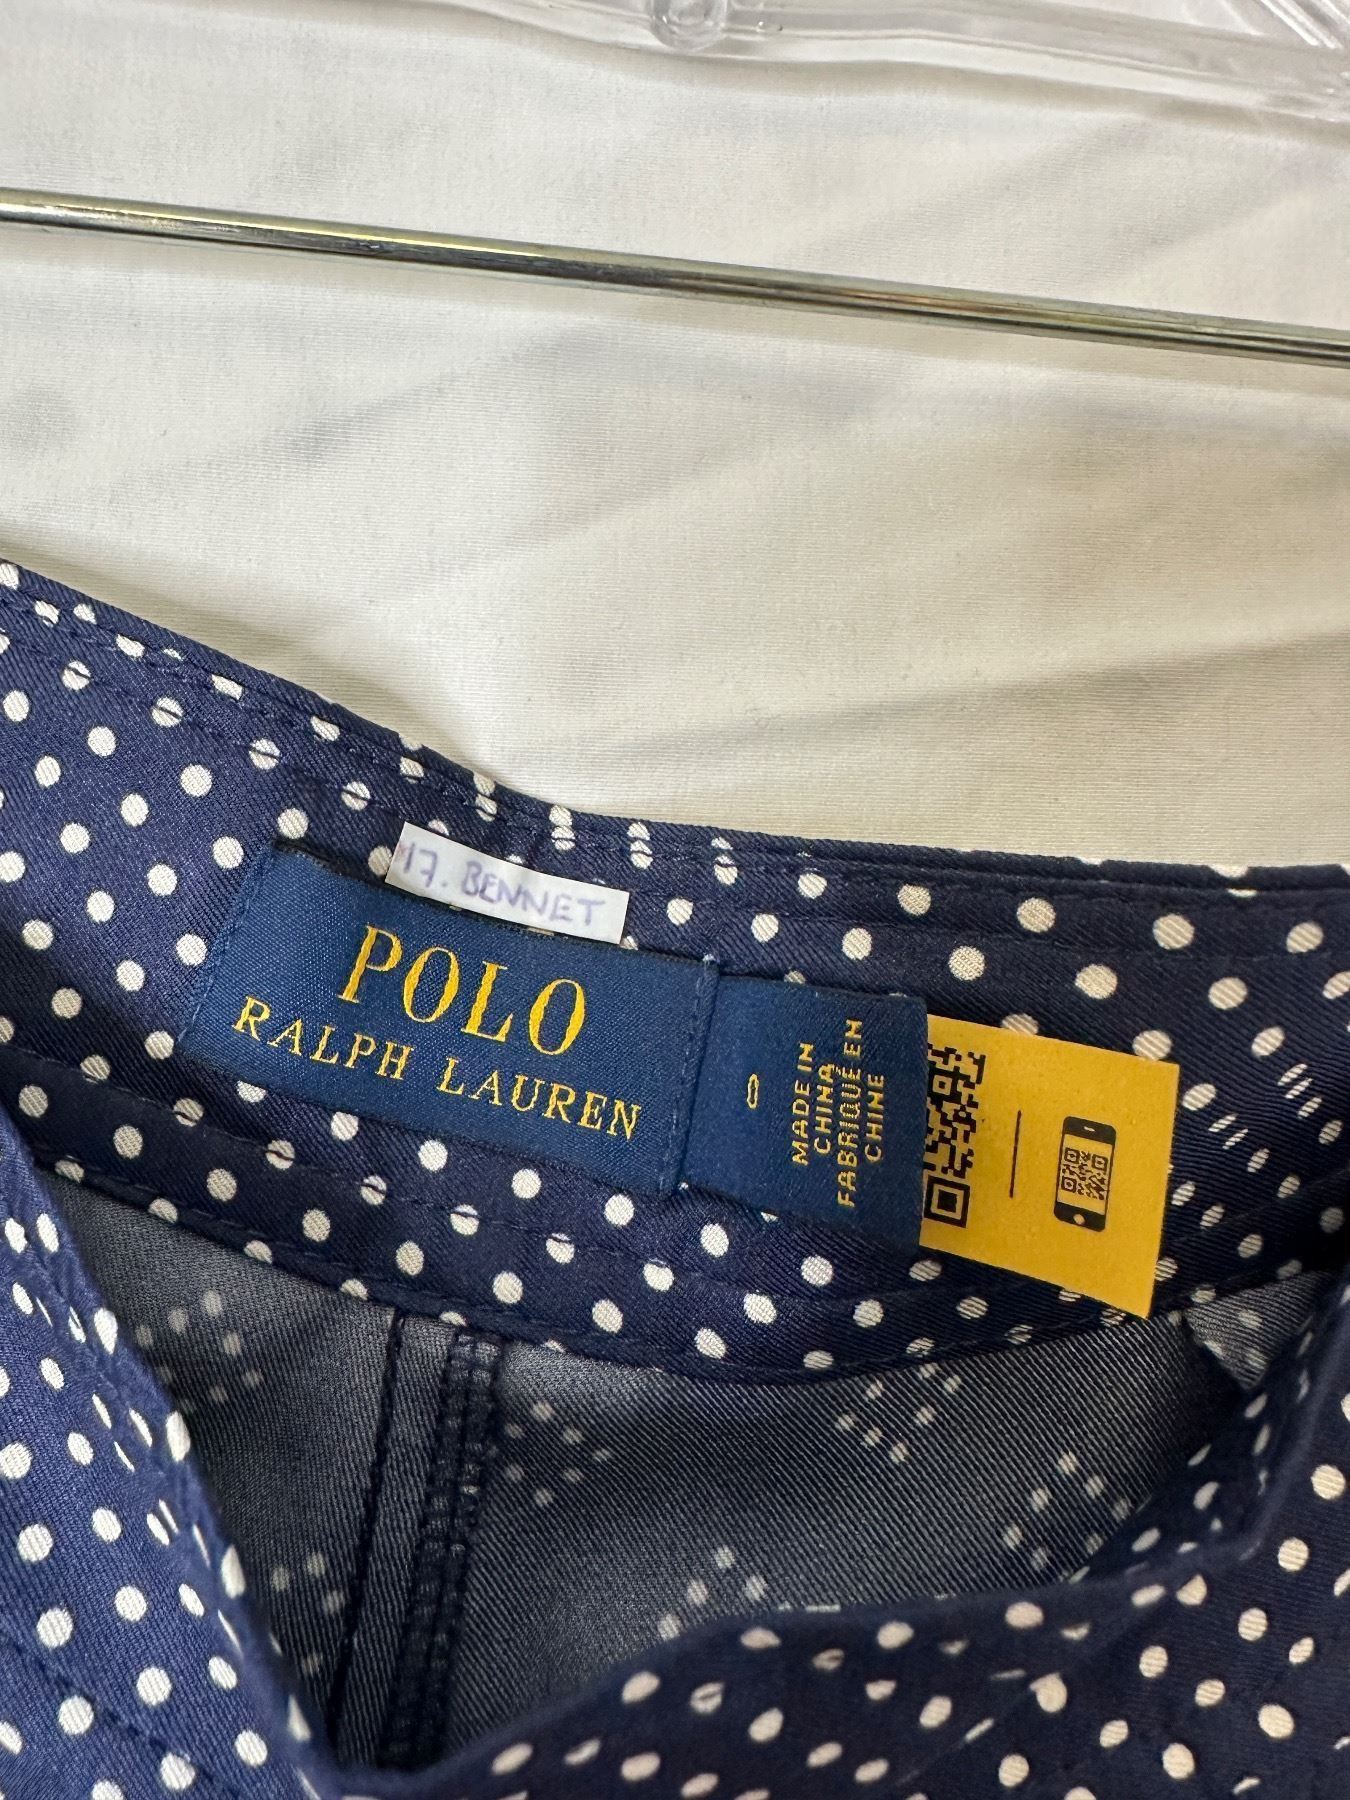 17. BENNET
POLO
RALPH LAUREN
0
MADE IN
CHINA
FABRIQUÉ EN
CHINE